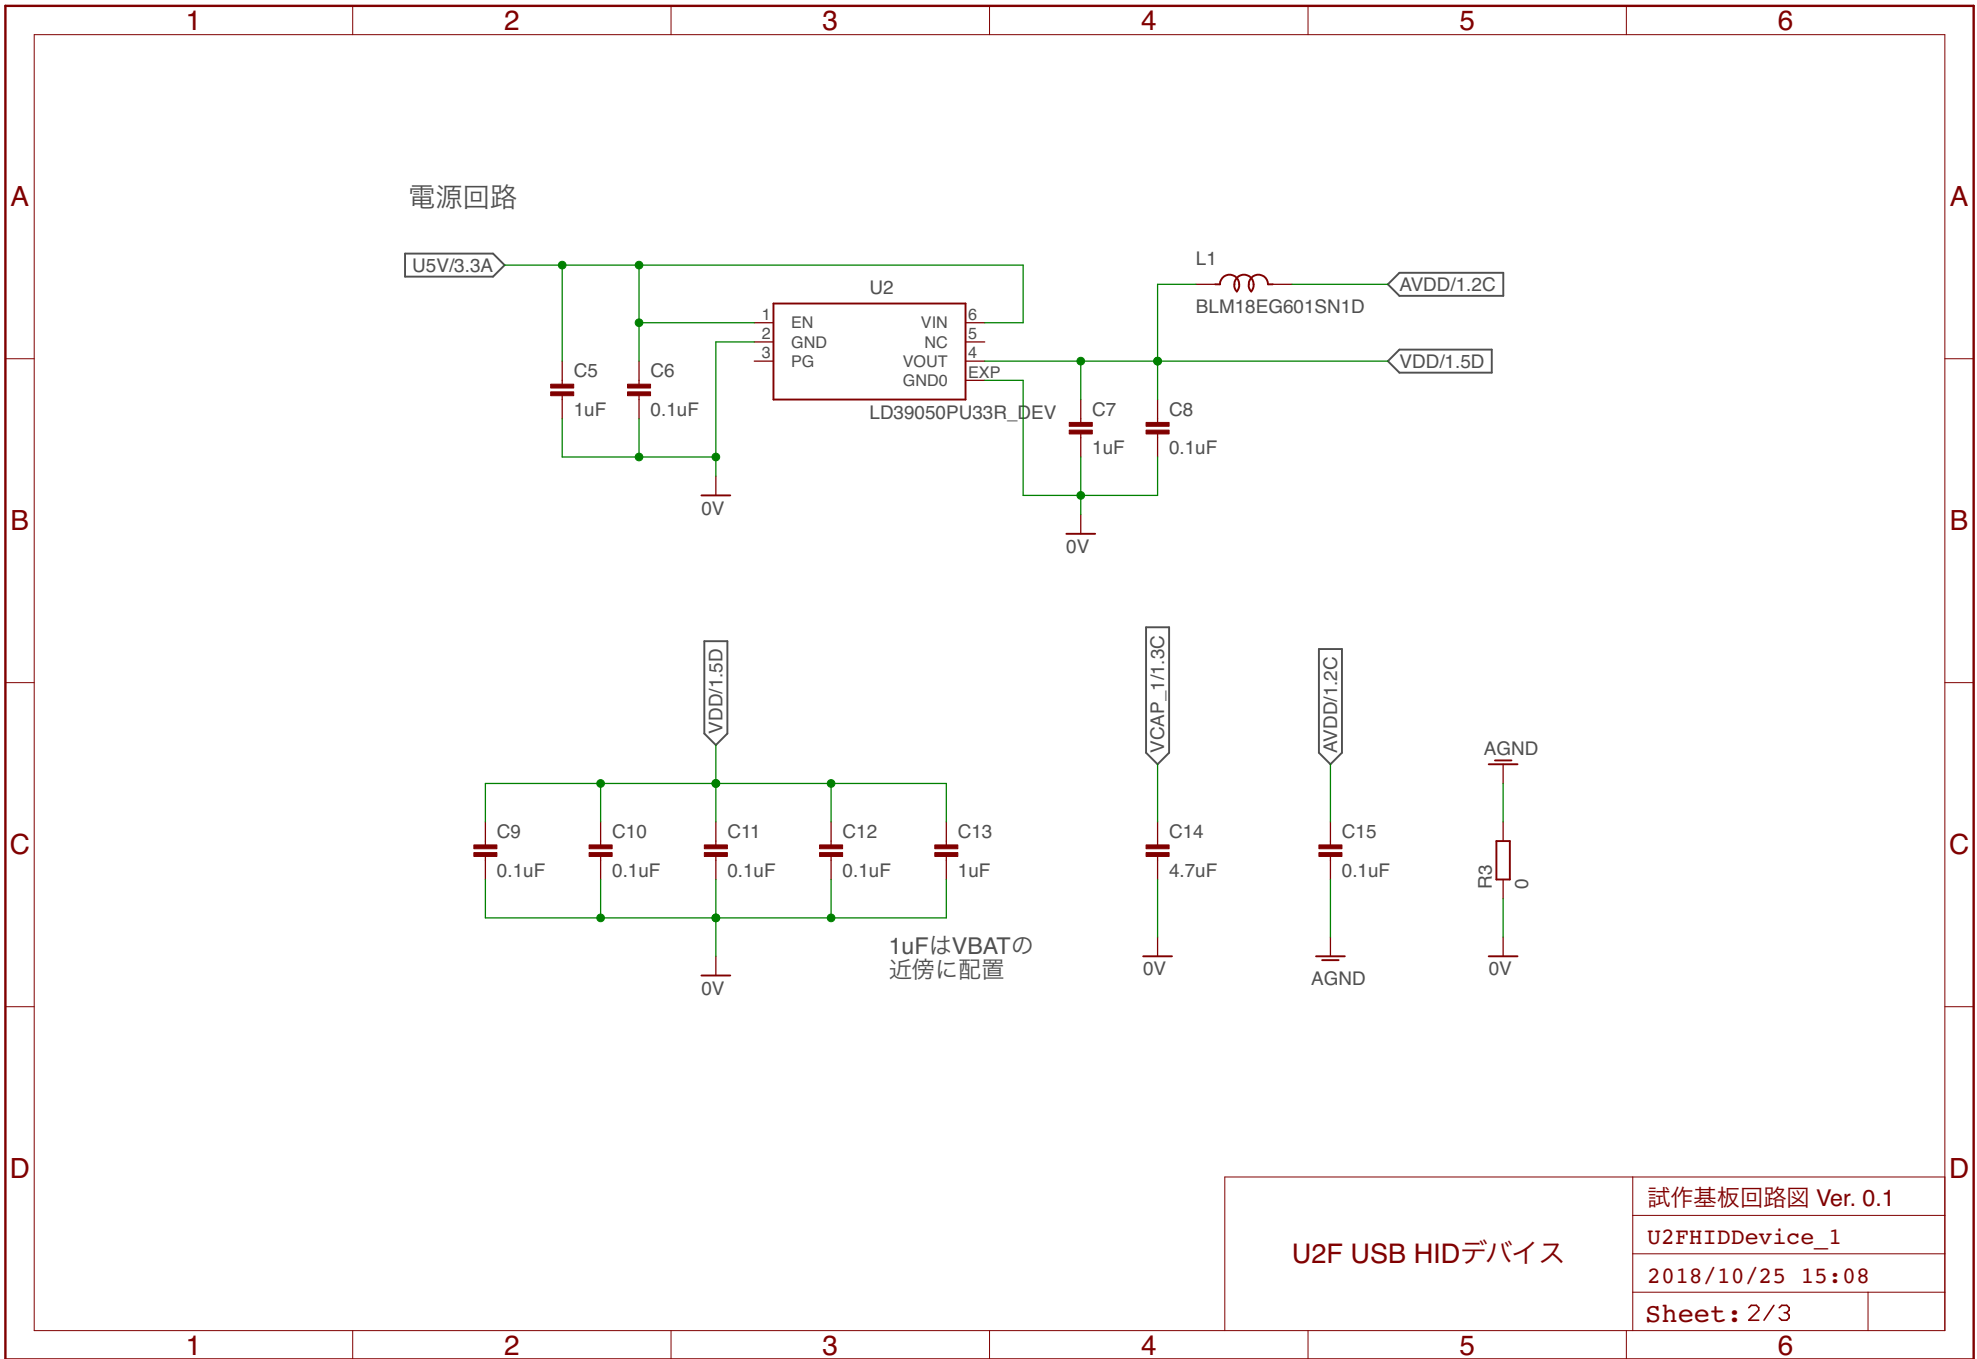 1 2 3 4 5 6
A A
電源回路
U5V/3.3A
L1
AVDD/1.2C
BLM18EG601SN1D
U2
1 EN VIN 6
2 GND NC 5
3 PG VOUT 4
GND0 EXP
LD39050PU33R_DEV
VDD/1.5D
C5
1uF
C6
0.1uF
C7
1uF
C8
0.1uF
0V
0V
B B
VDD/1.5D
VCAP_1/1.3C
AVDD/1.2C
AGND
C9
0.1uF
C10
0.1uF
C11
0.1uF
C12
0.1uF
C13
1uF
C14
4.7uF
C15
0.1uF
R3
0
C C
1uFはVBATの
近傍に配置
0V
0V
AGND
0V
D D
U2F USB HIDデバイス
試作基板回路図 Ver. 0.1
U2FHIDDevice_1
2018/10/25 15:08
Sheet: 2/3
1 2 3 4 5 6